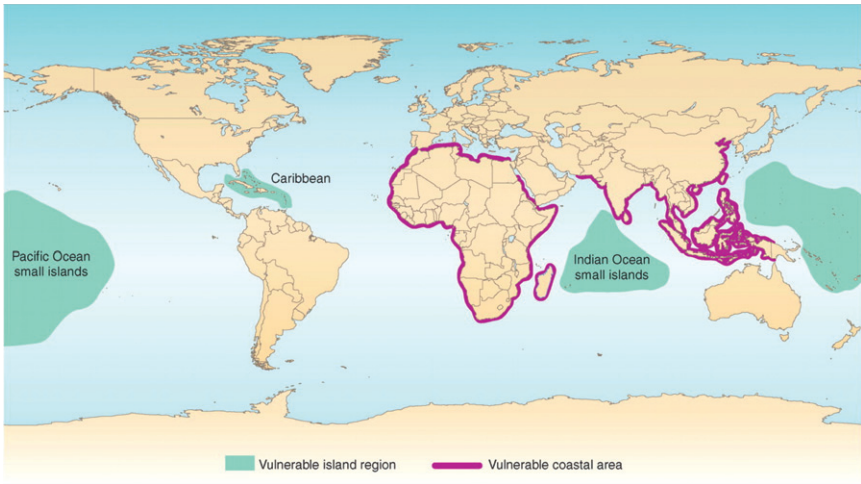 Caribbean
Pacific Ocean
small islands
Indian Ocean
small islands
Vulnerable island region
Vulnerable coastal area